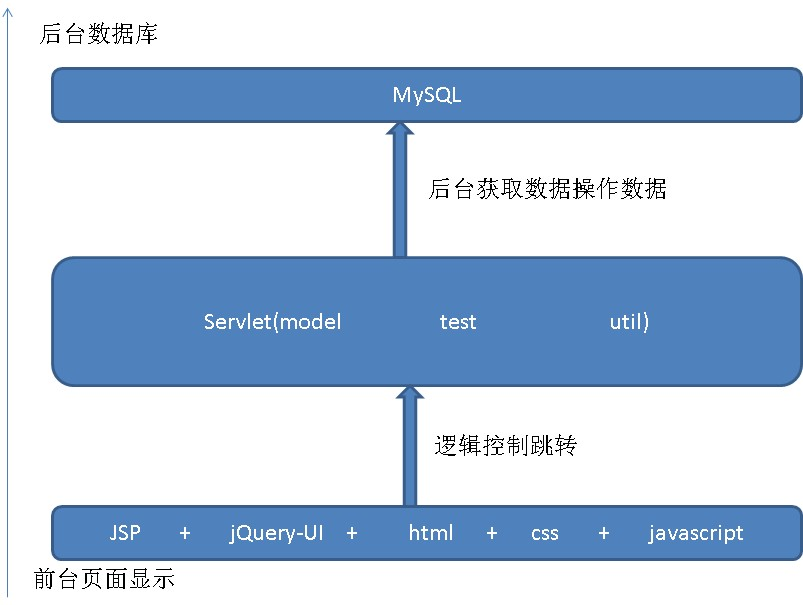 后台数据库
MySQL
后台获取数据操作数据
Servlet(model test util)
逻辑控制跳转
JSP + jQuery-UI + html + css + javascript
前台页面显示